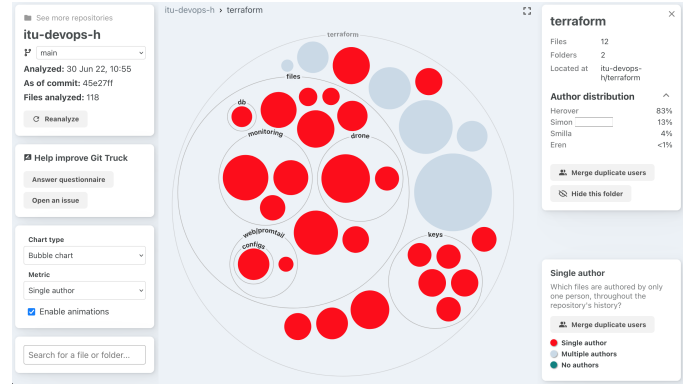 See more repositories
itu-devops-h
main
Analyzed: 30 Jun 22, 10:55
As of commit: 45e27ff
Files analyzed: 118
Reanalyze
Help improve Git Truck
Answer questionnaire
Open an issue
Chart type
Bubble chart
Metric
Single author
Enable animations
Search for a file or folder...
itu-devops-h › terraform
terraform
files
db
monitoring
drone
web/promtail
configs
keys
terraform
Files 12
Folders 2
Located at itu-devops-
h/terraform
Author distribution
Herover 83%
Simon 13%
Smilla 4%
Eren <1%
Merge duplicate users
Hide this folder
Single author
Which files are authored by only
one person, throughout the
repository's history?
Merge duplicate users
Single author
Multiple authors
No authors